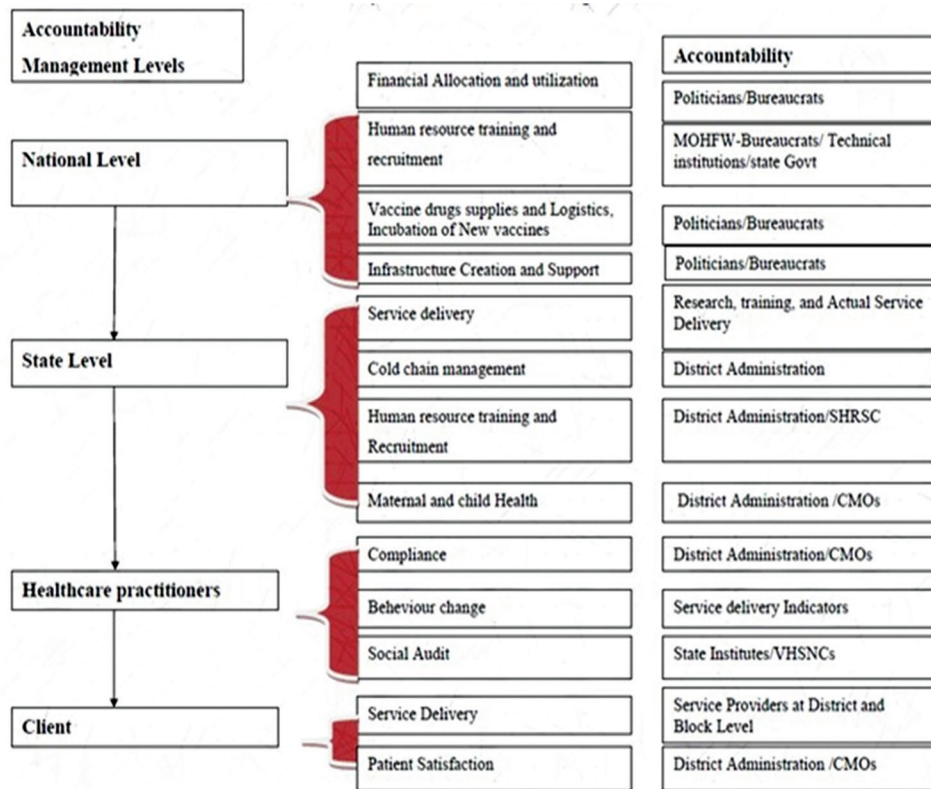 Accountability
Management Levels
Accountability
Financial Allocation and utilization
Politicians/Bureaucrats
National Level
Human resource training and
recruitment
MOHFW-Bureaucrats/ Technical
institutions/state Govt
Vaccine drugs supplies and Logistics,
Incubation of New vaccines
Politicians/Bureaucrats
Infrastructure Creation and Support
Politicians/Bureaucrats
State Level
Service delivery
Research, training, and Actual Service
Delivery
Cold chain management
District Administration
Human resource training and
Recruitment
District Administration/SHRSC
Maternal and child Health
District Administration /CMOs
Healthcare practitioners
Compliance
District Administration/CMOs
Beheviour change
Service delivery Indicators
Social Audit
State Institutes/VHSNCs
Client
Service Delivery
Service Providers at District and
Block Level
Patient Satisfaction
District Administration /CMOs